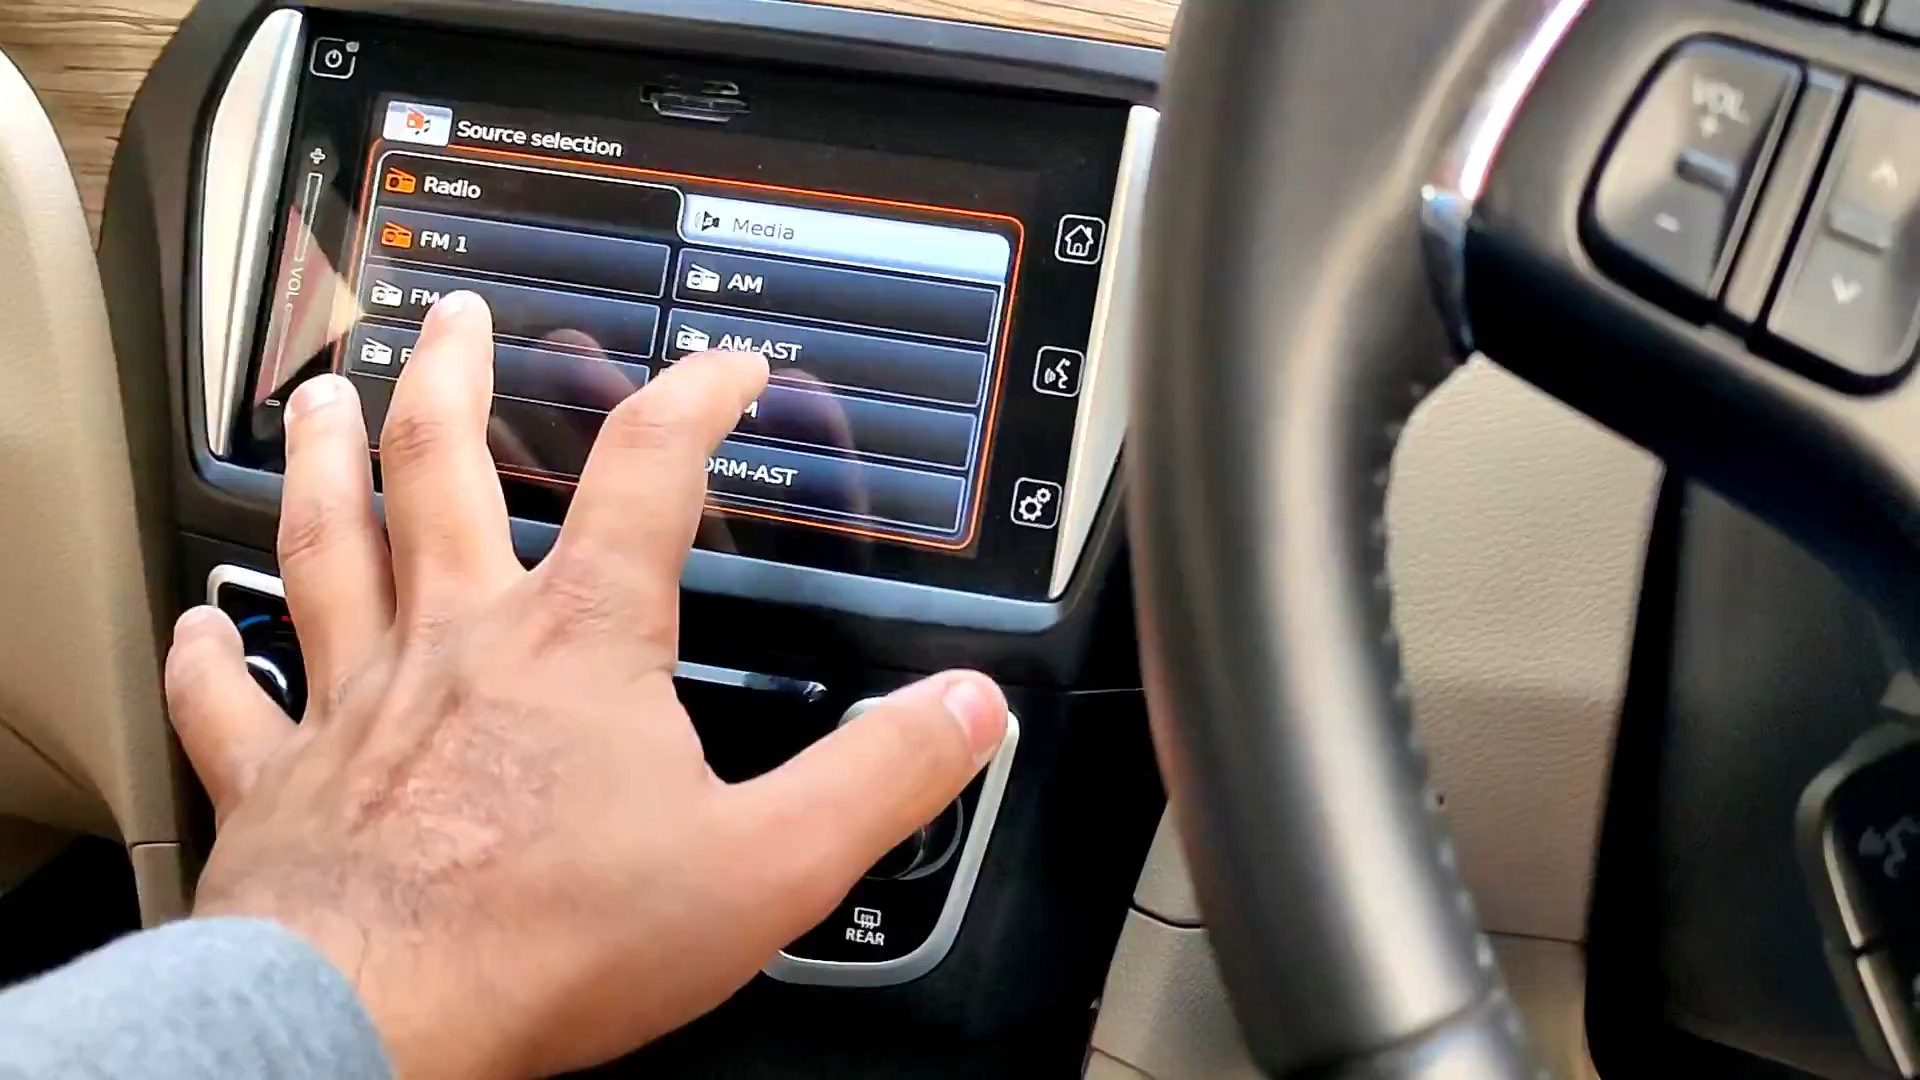 Source selection
Radio
Media
FM 1
AM
FM
AM-AST
DRM-AST
VOL
VOL
+
-
REAR